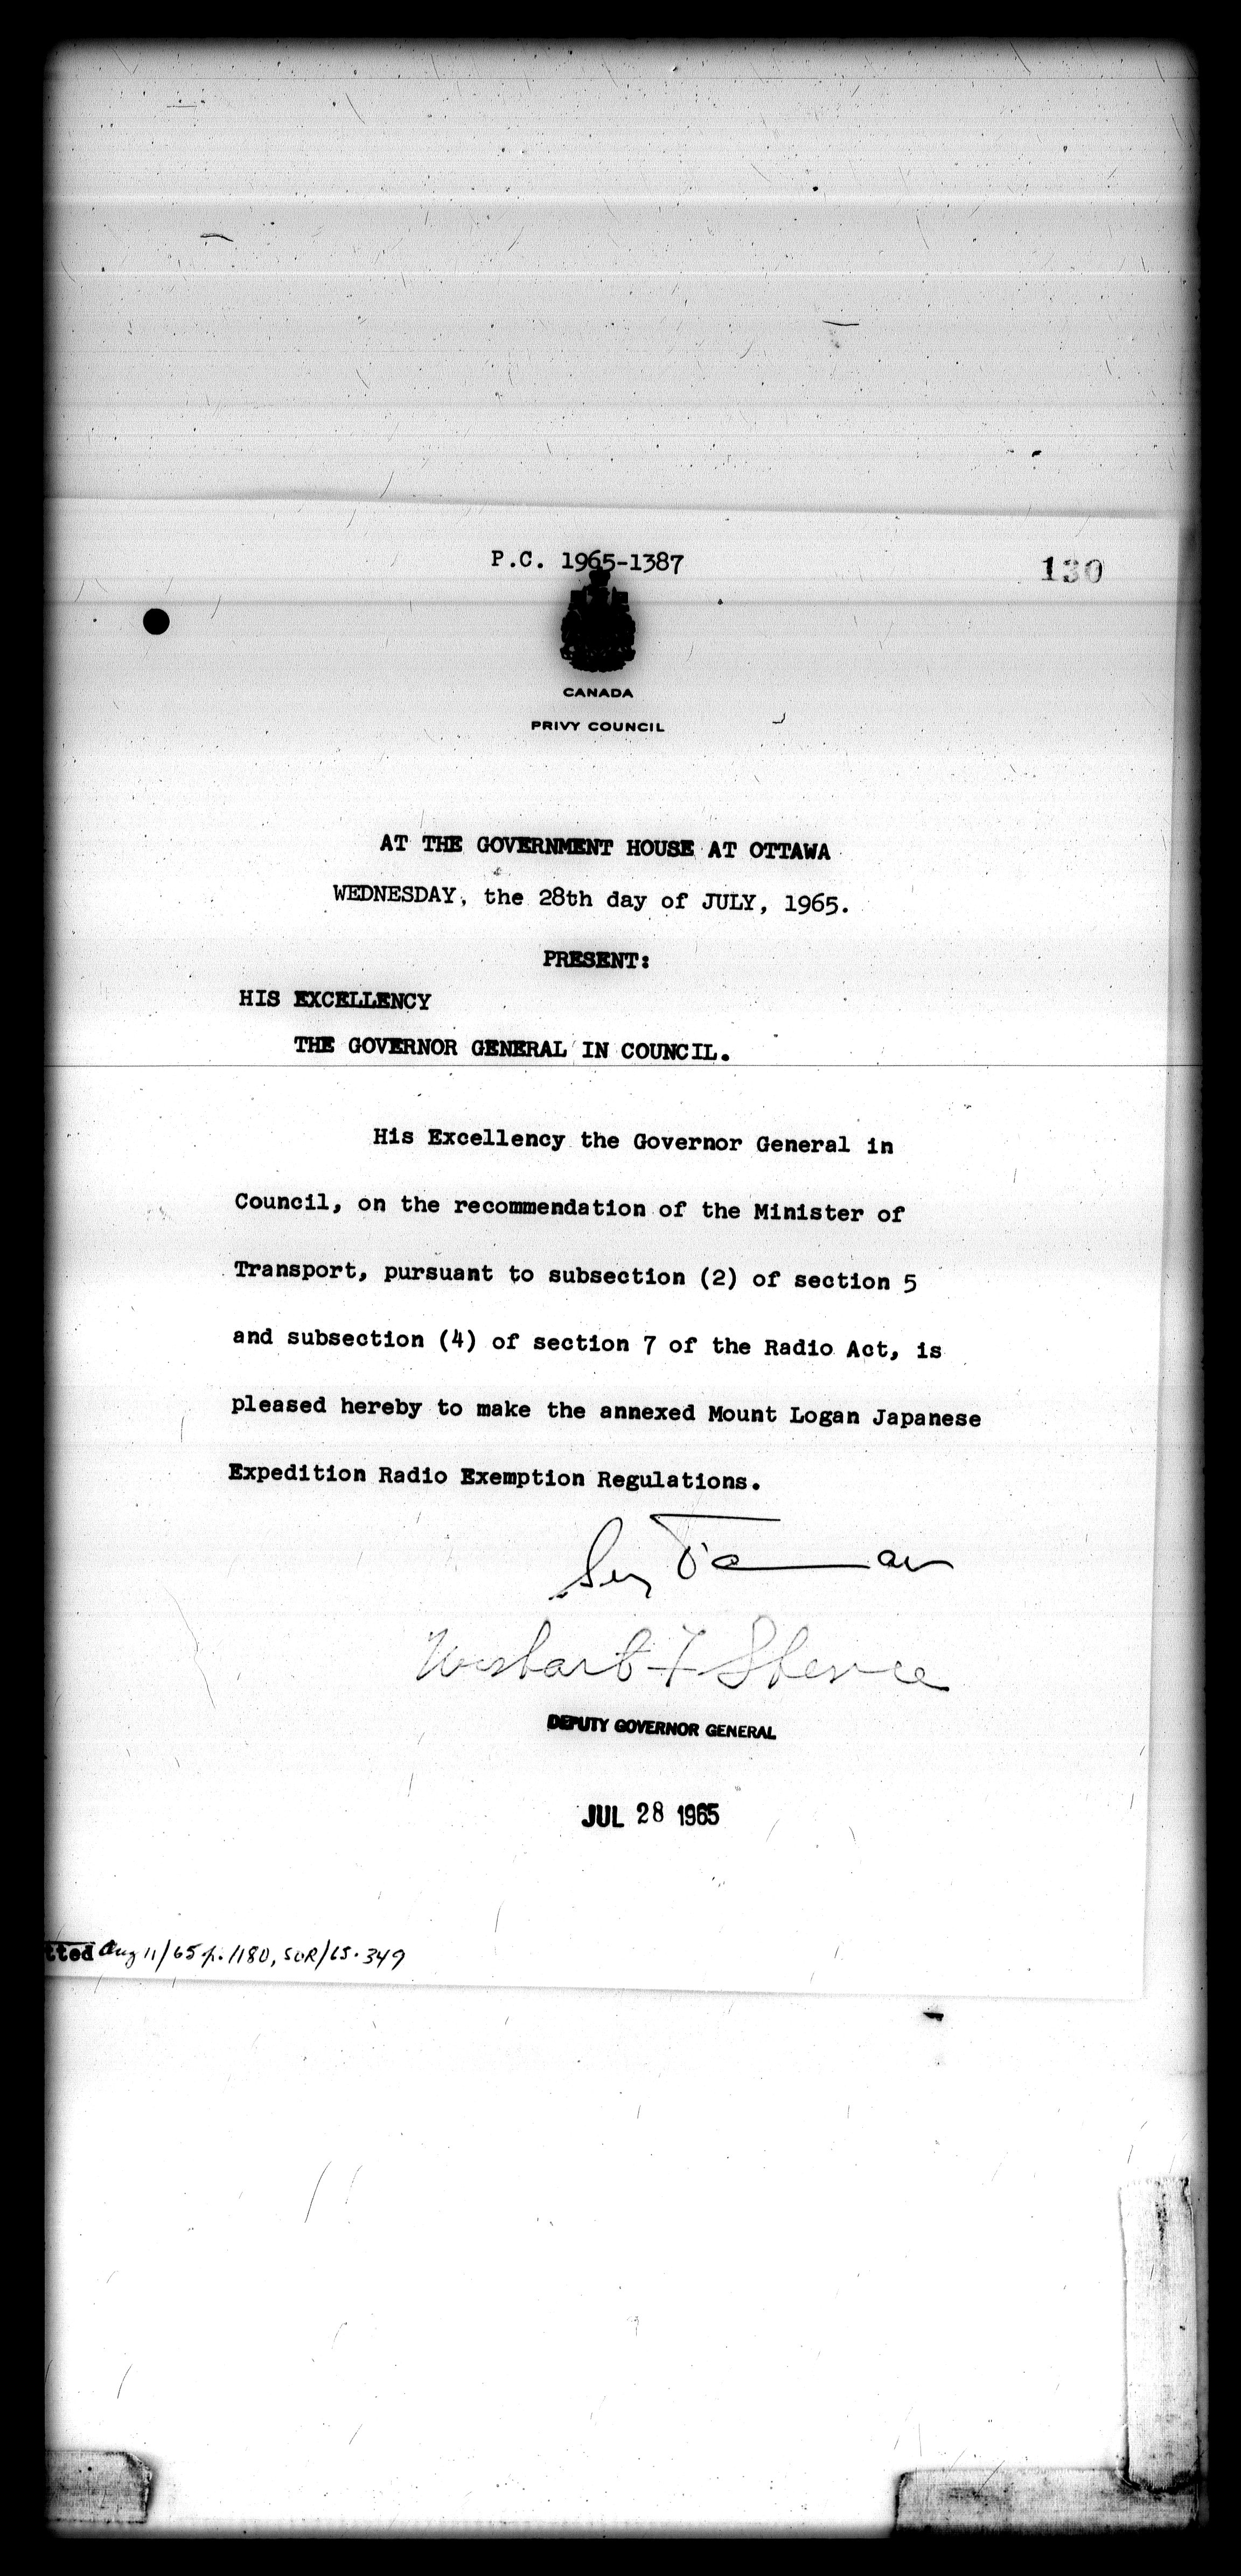 P.C. 1965-1387
130
CANADA
PRIVY COUNCIL
AT THE GOVERNMENT HOUSE AT OTTAWA
WEDNESDAY, the 28th day of JULY, 1965.
PRESENT:
HIS EXCELLENCY
THE GOVERNOR GENERAL IN COUNCIL.
His Excellency the Governor General in
Council, on the recommendation of the Minister of
Transport, pursuant to subsection (2) of section 5
and subsection (4) of section 7 of the Radio Act, is
pleased hereby to make the annexed Mount Logan Japanese
Expedition Radio Exemption Regulations.
Wishart F Spence
DEPUTY GOVERNOR GENERAL
JUL 28 1965
tted Aug 11/65 p. 1180, SOR/65-349